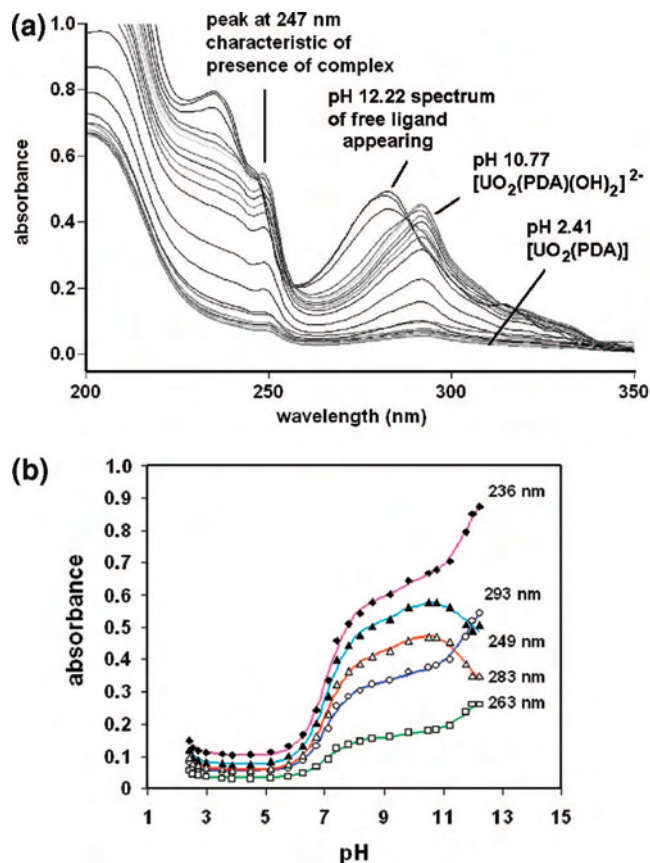 (a)
peak at 247 nm
characteristic of
presence of complex
pH 12.22 spectrum
of free ligand
appearing
pH 10.77
[UO2(PDA)(OH)2]2-
pH 2.41
[UO2(PDA)]
absorbance
1.0
0.8
0.6
0.4
0.2
0.0
200
250
300
350
wavelength (nm)
(b)
absorbance
1.0
0.9
0.8
0.7
0.6
0.5
0.4
0.3
0.2
0.1
0
236 nm
293 nm
249 nm
283 nm
263 nm
1
3
5
7
9
11
13
15
pH